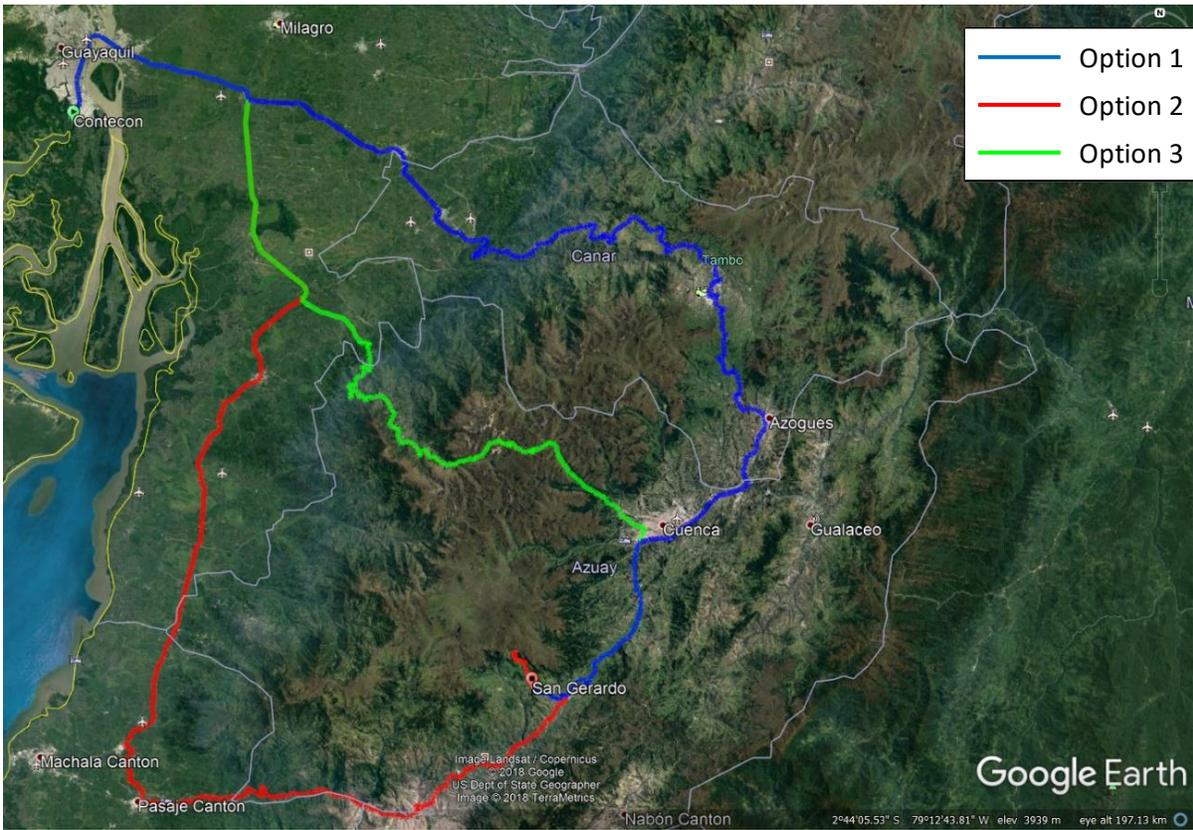 Milagro
Guayaquil
Contecon
Option 1
Option 2
Option 3
Canar
Tambo
Azogues
Cuenca
Gualaceo
Azuay
San Gerardo
Machala Canton
Pasaje Canton
Nabón Canton
Image Landsat / Copernicus
© 2018 Google
US Dept of State Geographer
Image © 2018 TerraMetrics
Google Earth
2°44'05.53" S 79°12'43.81" W elev 3939 m eye alt 197.13 km
N